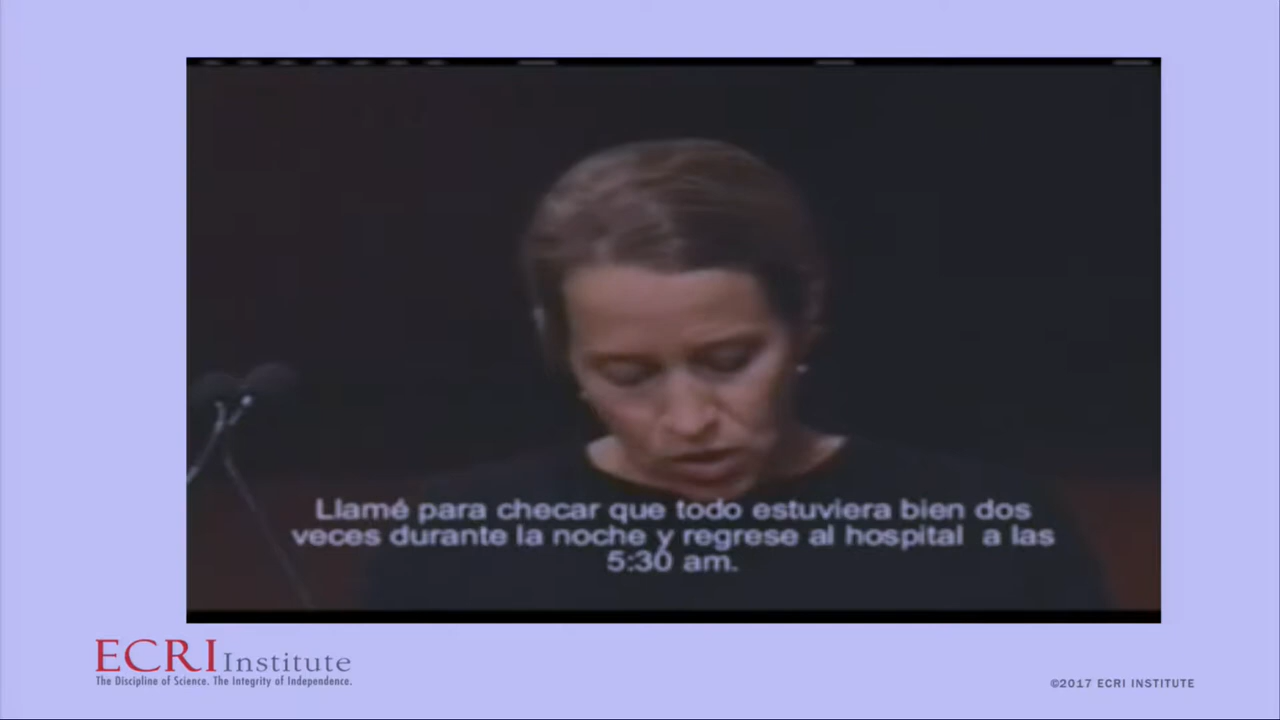 Llamé para checar que todo estuviera bien dos
veces durante la noche y regrese al hospital a las
5:30 am.
ECRI Institute
The Discipline of Science. The Integrity of Independence.
©2017 ECRI INSTITUTE